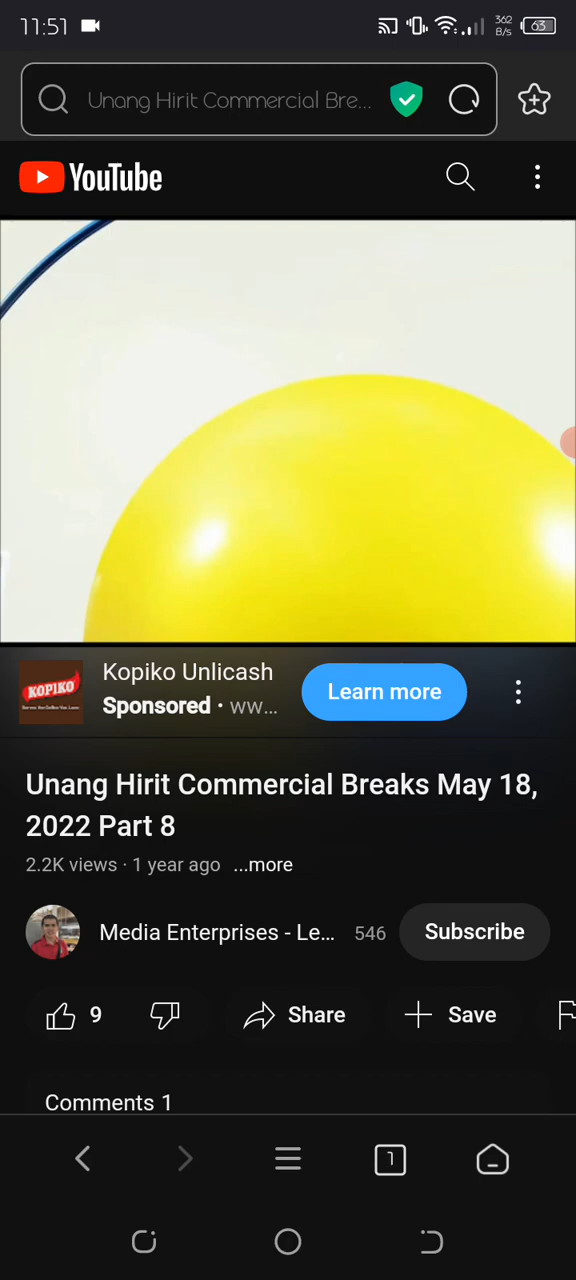 11:51
362
B/s
63
Unang Hirit Commercial Bre...
YouTube
KOPIKO
Kopiko Unlicash
Sponsored · ww...
Learn more
Unang Hirit Commercial Breaks May 18,
2022 Part 8
2.2K views · 1 year ago ...more
Media Enterprises - Le... 546
Subscribe
9
Share
Save
Comments 1
1